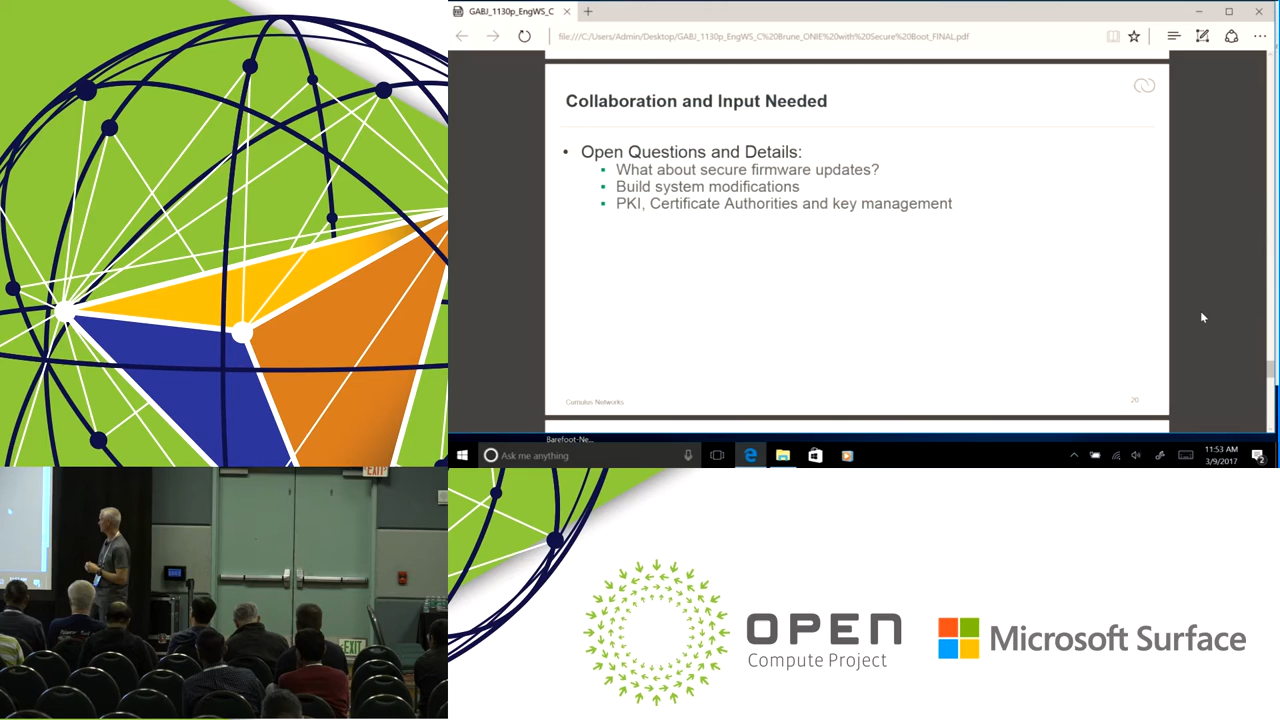 GABJ_1130p_EngWS_C
file:///C:/Users/Admin/Desktop/GABJ_1130p_EngWS_C%20Brune_ONIE%20with%20Secure%20Boot_FINAL.pdf
Collaboration and Input Needed
• Open Questions and Details:
What about secure firmware updates?
Build system modifications
PKI, Certificate Authorities and key management
Cumulus Networks
20
Barefoot-Ne...
Ask me anything
11:53 AM
3/9/2017
2
EXIT
EXIT
OPEN
Compute Project
Microsoft Surface